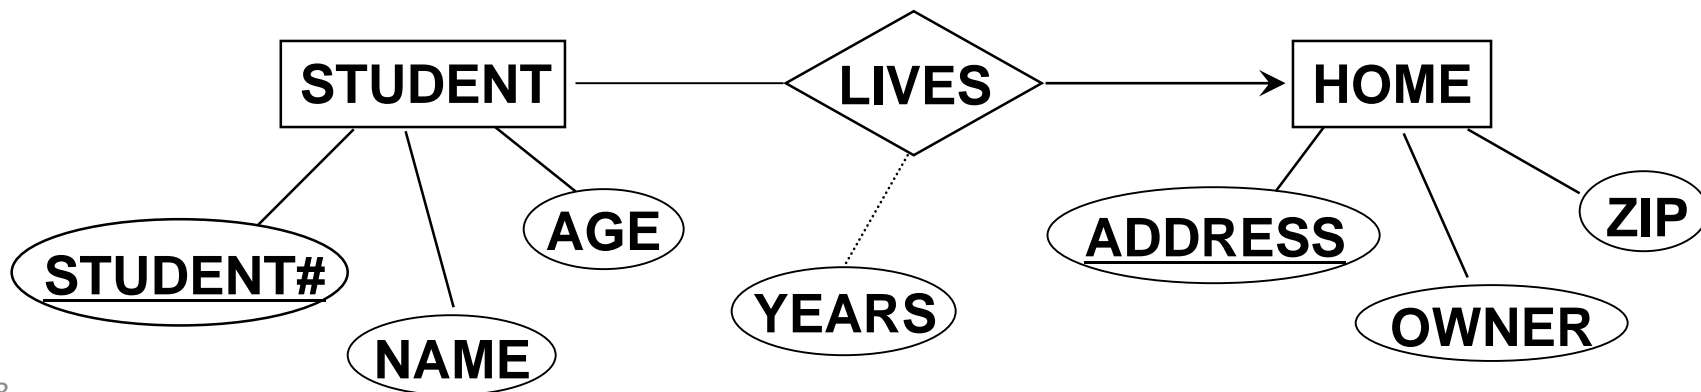 STUDENT
LIVES
HOME
AGE
ZIP
STUDENT#
ADDRESS
YEARS
OWNER
NAME